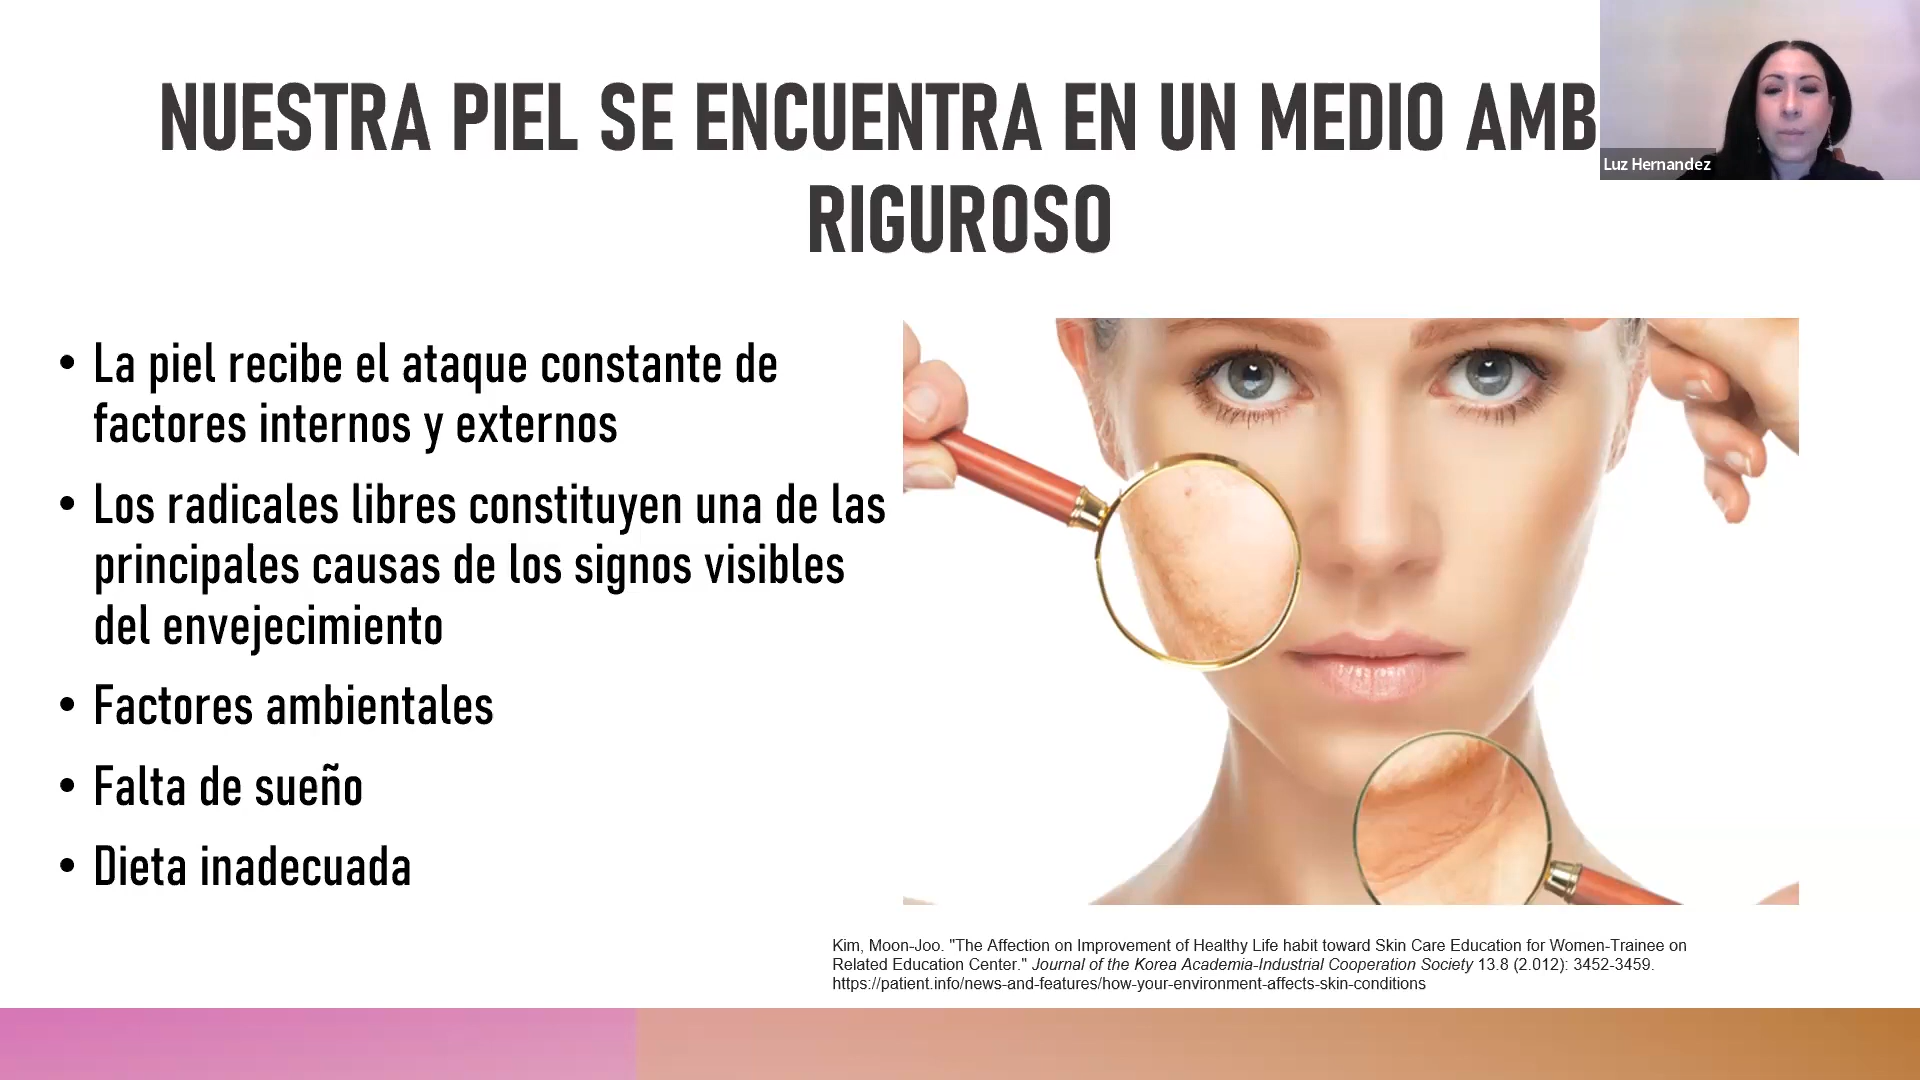 NUESTRA PIEL SE ENCUENTRA EN UN MEDIO AMB
RIGUROSO
Luz Hernandez
• La piel recibe el ataque constante de
factores internos y externos
• Los radicales libres constituyen una de las
principales causas de los signos visibles
del envejecimiento
• Factores ambientales
• Falta de sueño
• Dieta inadecuada
Kim, Moon-Joo. "The Affection on Improvement of Healthy Life habit toward Skin Care Education for Women-Trainee on
Related Education Center." Journal of the Korea Academia-Industrial Cooperation Society 13.8 (2.012): 3452-3459.
https://patient.info/news-and-features/how-your-environment-affects-skin-conditions